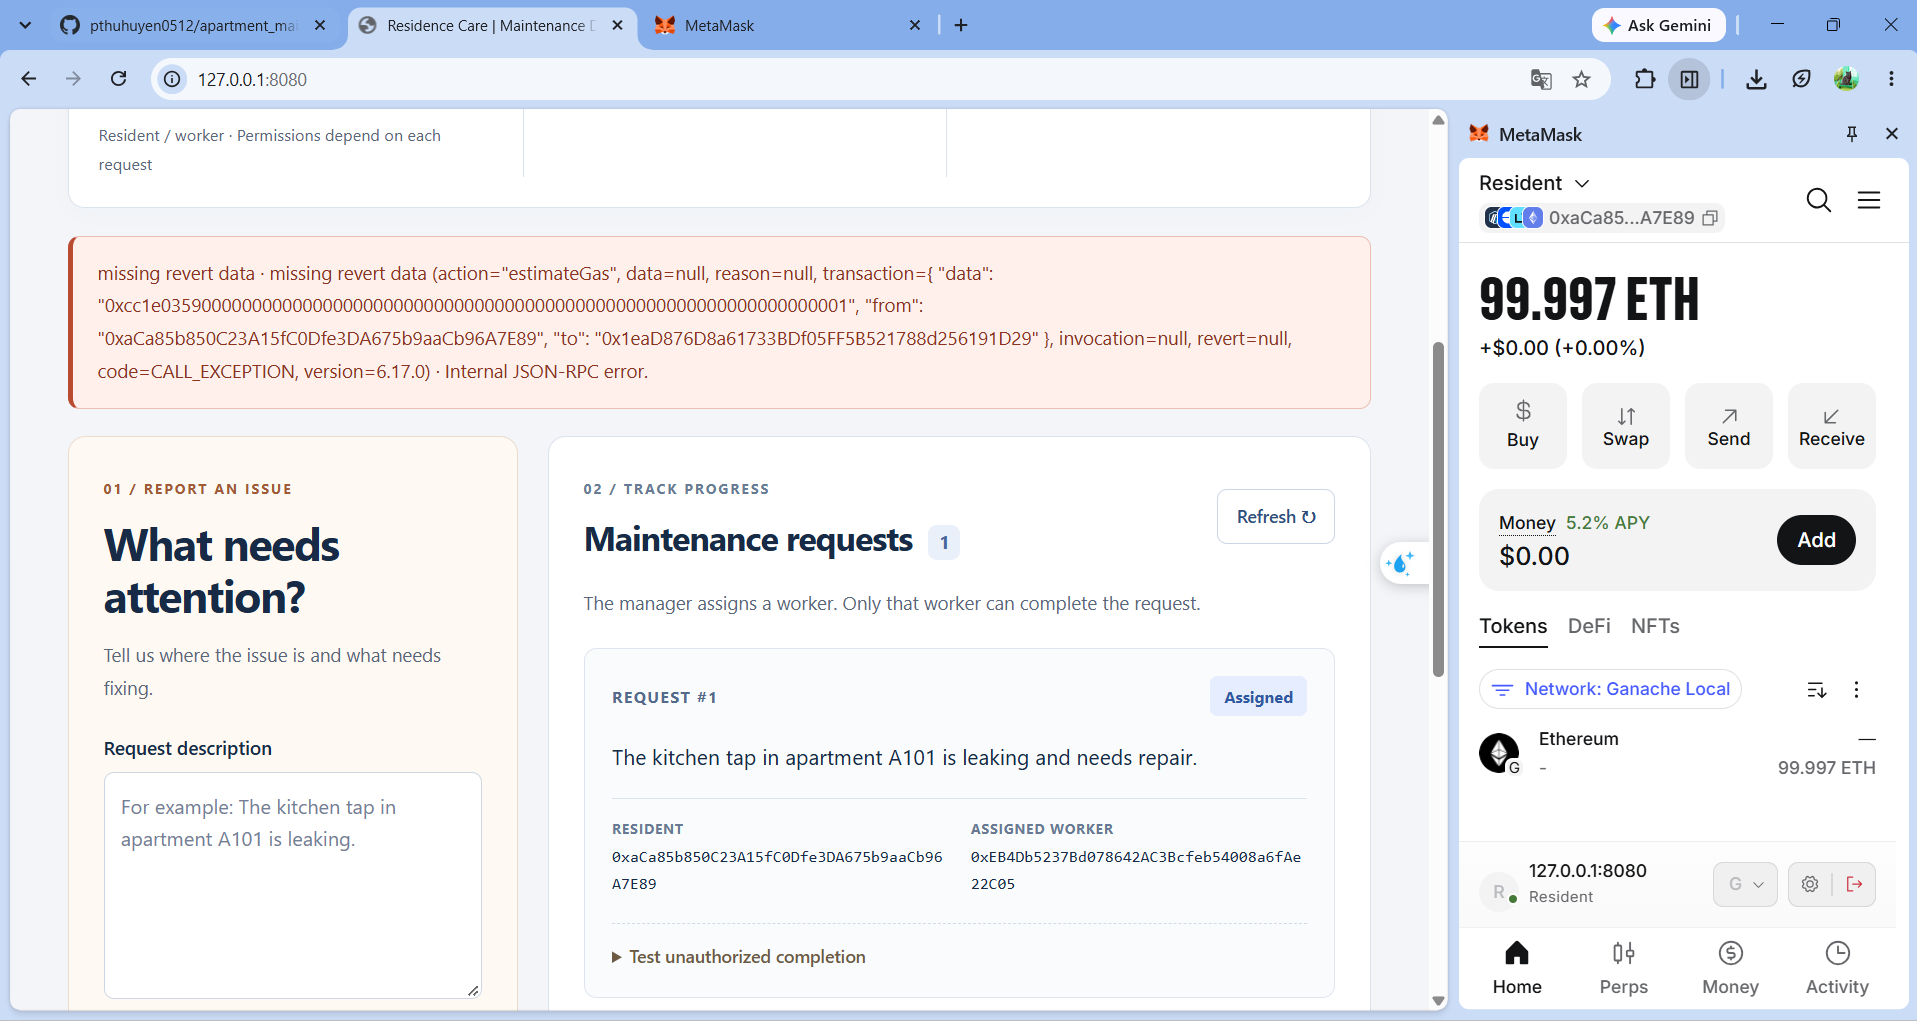 pthuhuyen0512/apartment_mai
Residence Care | Maintenance D
MetaMask
Ask Gemini
127.0.0.1:8080
Resident / worker · Permissions depend on each
request
missing revert data · missing revert data (action="estimateGas", data=null, reason=null, transaction={ "data":
"0xcc1e03590000000000000000000000000000000000000000000000000000000000000001", "from":
"0xaCa85b850C23A15fC0Dfe3DA675b9aaCb96A7E89", "to": "0x1eaD876D8a61733BDf05FF5B521788d256191D29" }, invocation=null, revert=null,
code=CALL_EXCEPTION, version=6.17.0) · Internal JSON-RPC error.
01 / REPORT AN ISSUE
What needs
attention?
Tell us where the issue is and what needs
fixing.
Request description
For example: The kitchen tap in
apartment A101 is leaking.
02 / TRACK PROGRESS
Refresh ↻
Maintenance requests 1
The manager assigns a worker. Only that worker can complete the request.
REQUEST #1
Assigned
The kitchen tap in apartment A101 is leaking and needs repair.
RESIDENT
0xaCa85b850C23A15fC0Dfe3DA675b9aaCb96
A7E89
ASSIGNED WORKER
0xEB4Db5237Bd078642AC3Bcfeb54008a6fAe
22C05
▶ Test unauthorized completion
MetaMask
Resident
0xaCa85...A7E89
99.997 ETH
+$0.00 (+0.00%)
Buy
Swap
Send
Receive
Money 5.2% APY
$0.00
Add
Tokens DeFi NFTs
Network: Ganache Local
Ethereum —
G
- 99.997 ETH
127.0.0.1:8080
R
Resident
G
Home
Perps
Money
Activity